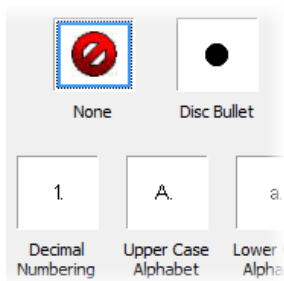 None Disc Bullet
1. A. a.
Decimal Upper Case Lower
Numbering Alphabet Alpha